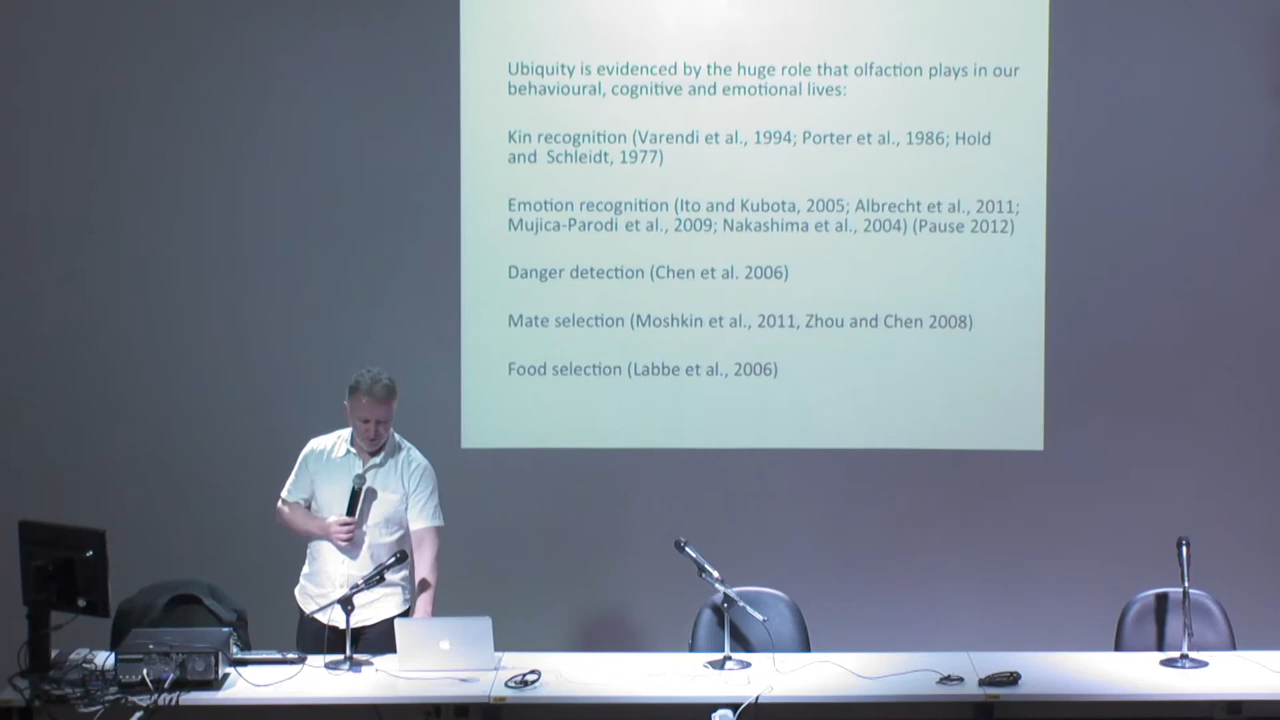 Ubiquity is evidenced by the huge role that olfaction plays in our
behavioural, cognitive and emotional lives:
Kin recognition (Varendi et al., 1994; Porter et al., 1986; Hold
and Schleidt, 1977)
Emotion recognition (Ito and Kubota, 2005; Albrecht et al., 2011;
Mujica-Parodi et al., 2009; Nakashima et al., 2004) (Pause 2012)
Danger detection (Chen et al. 2006)
Mate selection (Moshkin et al., 2011, Zhou and Chen 2008)
Food selection (Labbe et al., 2006)